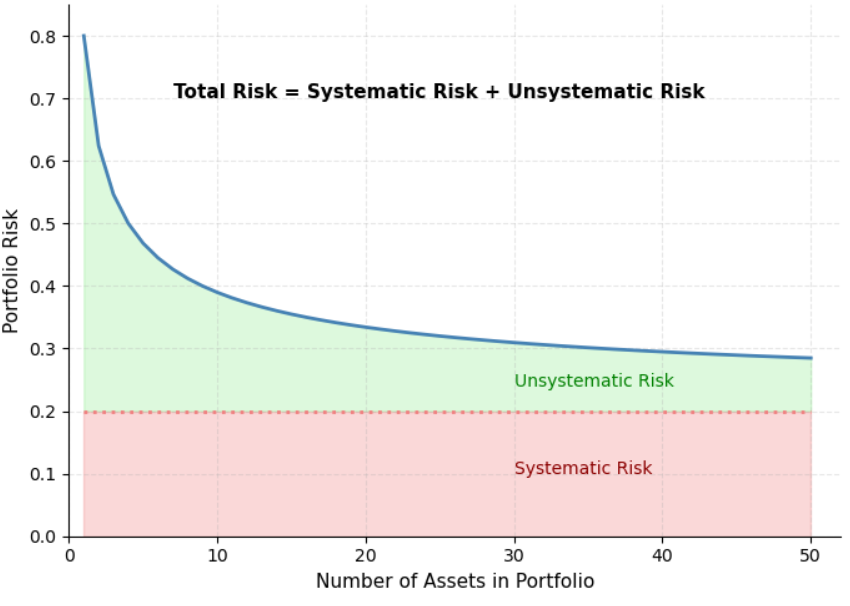 0.8
Total Risk = Systematic Risk + Unsystematic Risk
0.7
0.6
0.5
0.4
0.3
0.2
0.1
0.0
Portfolio Risk
Unsystematic Risk
Systematic Risk
0 10 20 30 40 50
Number of Assets in Portfolio